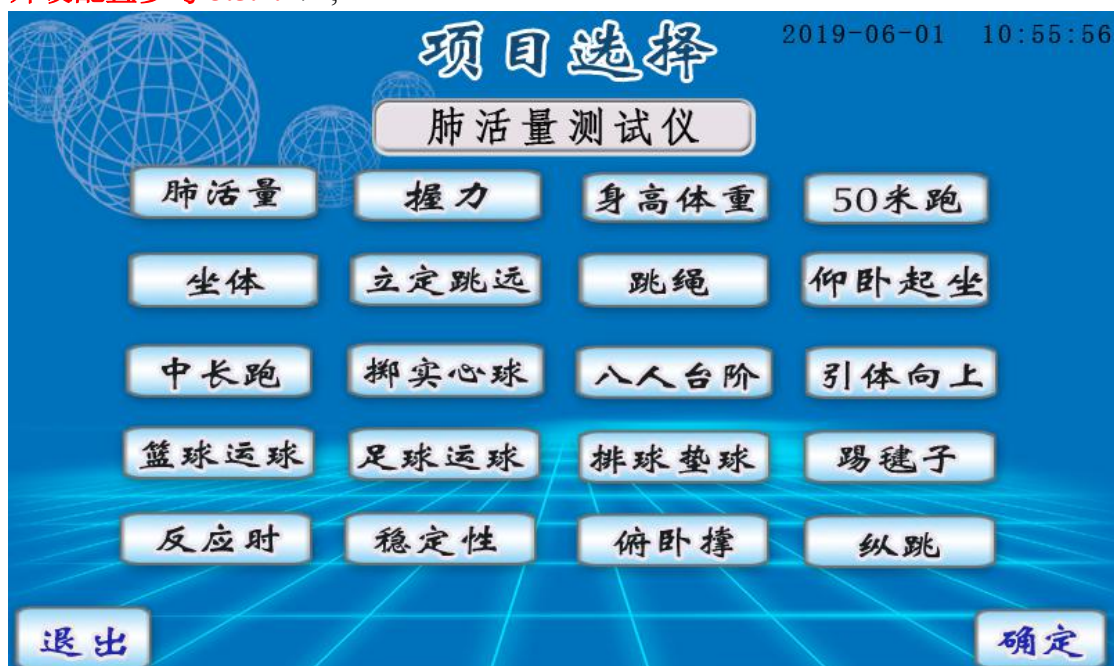 项目选择 2019-06-01 10:55:56
肺活量测试仪
肺活量 握力 身高体重 50米跑
坐体 立定跳远 跳绳 仰卧起坐
中长跑 掷实心球 八人台阶 引体向上
篮球运球 足球运球 排球垫球 踢毽子
反应时 稳定性 俯卧撑 纵跳
退出 确定